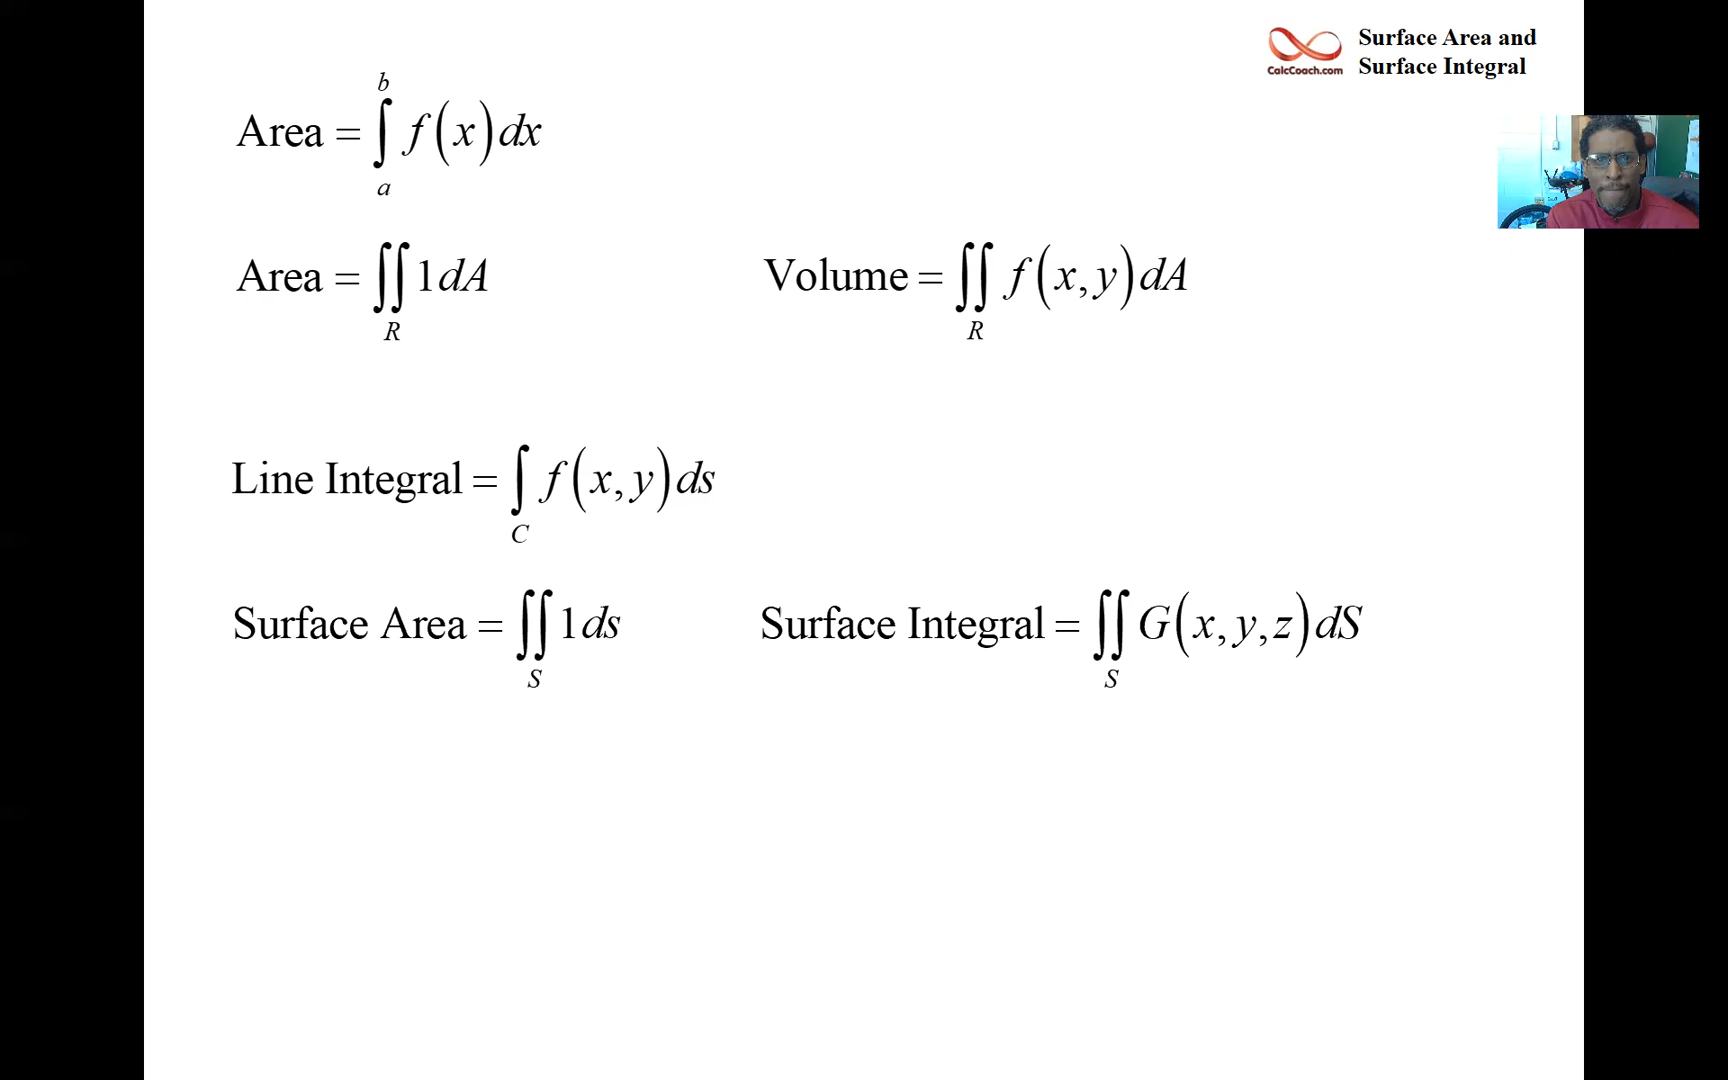 CalcCoach.com
Surface Area and
Surface Integral
Area = ∫_a^b f(x)dx
Area = ∬_R 1dA
Volume = ∬_R f(x,y)dA
Line Integral = ∫_C f(x,y)ds
Surface Area = ∬_S 1ds
Surface Integral = ∬_S G(x,y,z)dS